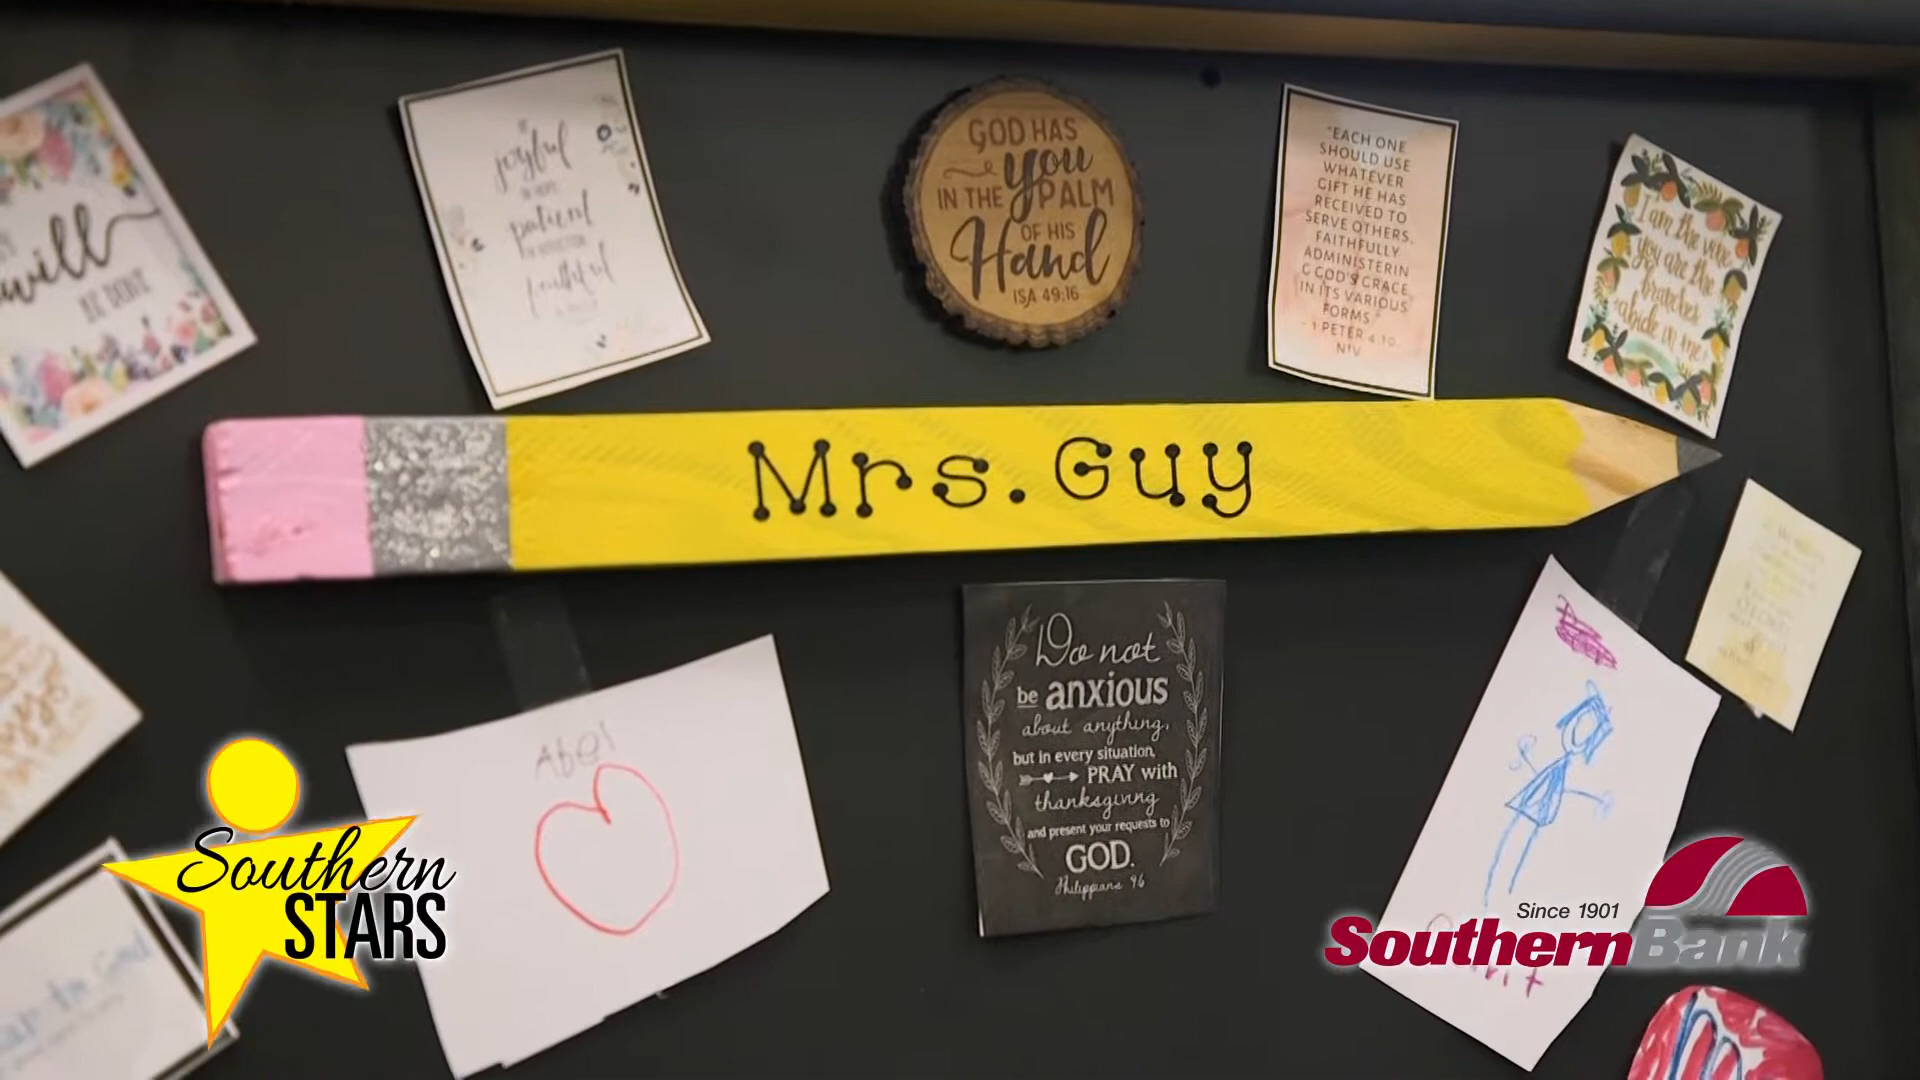 will
BE DONE
joyful
IN HOPE
patient
faithful
GOD HAS
you
IN THE PALM
OF HIS
Hand
ISA 49:16
"EACH ONE
SHOULD USE
WHATEVER
GIFT HE HAS
RECEIVED TO
SERVE OTHERS,
FAITHFULLY
ADMINISTERIN
G GOD'S GRACE
IN ITS VARIOUS
FORMS."
- 1 PETER 4:10
NIV
I am the vine
you are the
branches
abide in me
Mrs. Guy
Abel
Do not
be anxious
about anything,
but in every situation,
PRAY with
thanksgiving
and present your requests to
GOD.
Philippians 4:6
Southern
STARS
Since 1901
SouthernBank